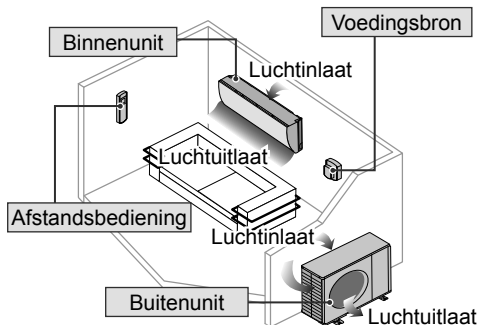 Voedingsbron
Binnenunit
Luchtinlaat
Luchtuitlaat
Afstandsbediening
Luchtinlaat
Buitenunit
Luchtuitlaat